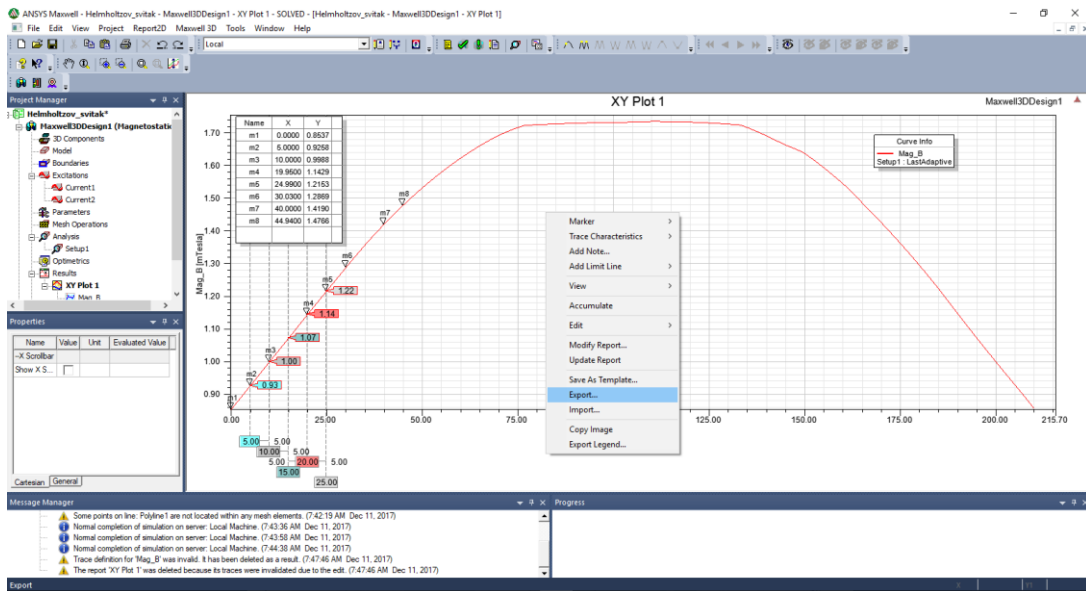 ANSYS Maxwell - Helmholtzov_svitak - Maxwell3DDesign1 - XY Plot 1 - SOLVED - [Helmholtzov_svitak - Maxwell3DDesign1 - XY Plot 1]
File Edit View Project Report2D Maxwell 3D Tools Window Help
Local
Project Manager
Helmholtzov_svitak*
Maxwell3DDesign1 (Magnetostatic
3D Components
Model
Boundaries
Excitations
Current1
Current2
Parameters
Mesh Operations
Analysis
Setup1
Optimetrics
Results
XY Plot 1
Mag_B
Properties
Name Value Unit Evaluated Value
-X Scrollbar
Show X S...
Cartesian General
XY Plot 1
Maxwell3DDesign1
Name X Y
m1 0.0000 0.8537
m2 5.0000 0.9258
m3 10.0000 0.9988
m4 19.9500 1.1429
m5 24.9900 1.2153
m6 30.0300 1.2869
m7 40.0000 1.4190
m8 44.9400 1.4766
Curve Info
Mag_B
Setup1 : LastAdaptive
Mag_B [mTesla]
1.70
1.60
1.50
1.40
1.30
1.20
1.10
1.00
0.90
m8
m7
m6
m5
1.22
m4
1.14
1.07
m3
1.00
m2
0.93
m1
0.00 25.00 50.00 75.00 125.00 150.00 175.00 200.00 215.70
5.00 5.00
10.00 5.00
5.00 20.00 5.00
15.00
25.00
Marker
Trace Characteristics
Add Note...
Add Limit Line
View
Accumulate
Edit
Modify Report...
Update Report
Save As Template...
Export...
Import...
Copy Image
Export Legend...
Message Manager
Some points on line: Polyline1 are not located within any mesh elements. (7:42:19 AM Dec 11, 2017)
Normal completion of simulation on server: Local Machine. (7:43:36 AM Dec 11, 2017)
Normal completion of simulation on server: Local Machine. (7:43:58 AM Dec 11, 2017)
Normal completion of simulation on server: Local Machine. (7:44:38 AM Dec 11, 2017)
Trace definition for 'Mag_B' was invalid. It has been deleted as a result. (7:47:46 AM Dec 11, 2017)
The report 'XY Plot 1' was deleted because its traces were invalidated due to the edit. (7:47:46 AM Dec 11, 2017)
Progress
Export